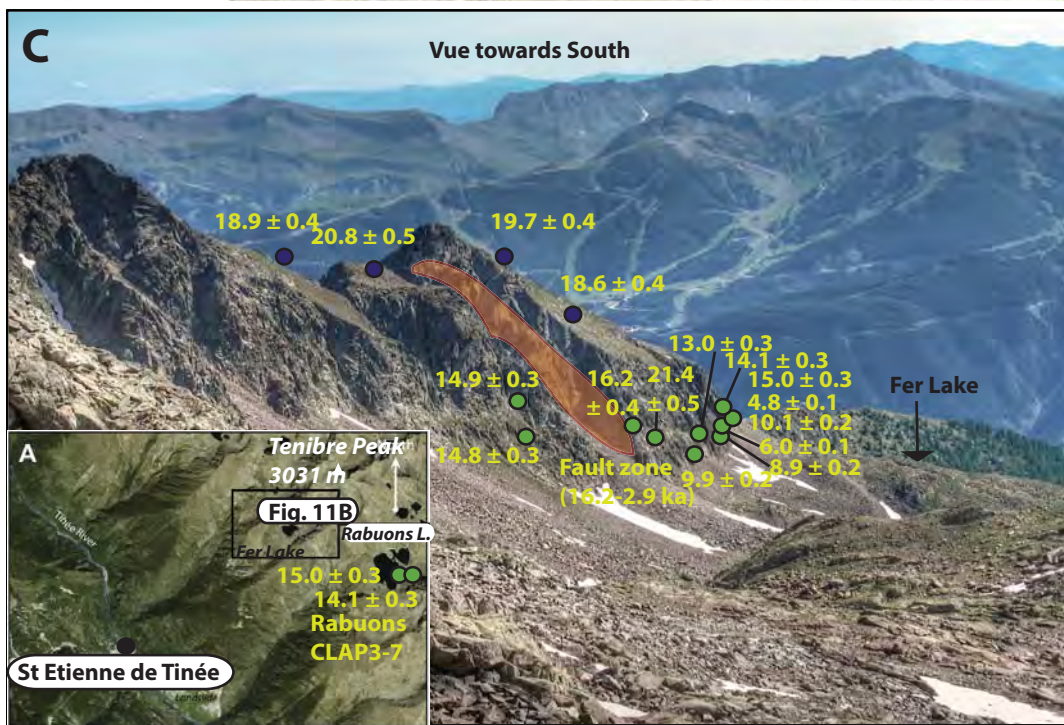 C
Vue towards South
18.9 ± 0.4
20.8 ± 0.5
19.7 ± 0.4
18.6 ± 0.4
13.0 ± 0.3
14.1 ± 0.3
15.0 ± 0.3
4.8 ± 0.1
10.1 ± 0.2
6.0 ± 0.1
8.9 ± 0.2
9.9 ± 0.2
14.9 ± 0.3
14.8 ± 0.3
16.2
± 0.4
21.4
± 0.5
Fer Lake
Fault zone
(16.2-2.9 ka)
A
Tenibre Peak
3031 m
Fig. 11B
Rabuons L.
Fer Lake
Tinée River
15.0 ± 0.3
14.1 ± 0.3
Rabuons
CLAP3-7
St Etienne de Tinée